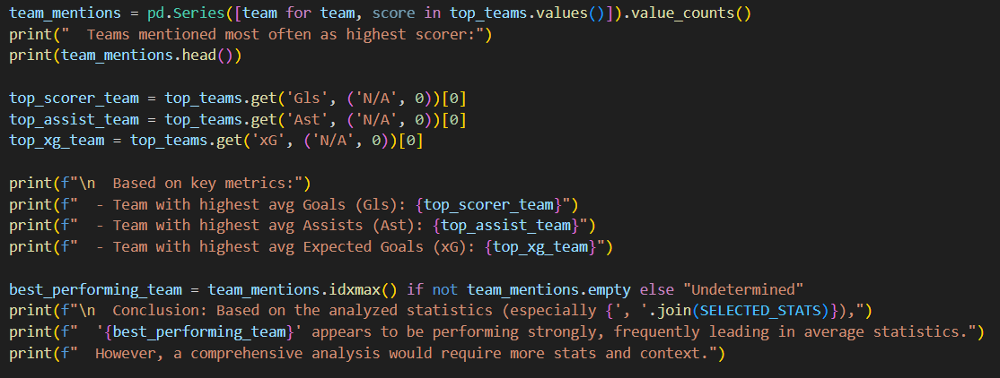 team_mentions = pd.Series([team for team, score in top_teams.values()]).value_counts()
print("  Teams mentioned most often as highest scorer:")
print(team_mentions.head())

top_scorer_team = top_teams.get('Gls', ('N/A', 0))[0]
top_assist_team = top_teams.get('Ast', ('N/A', 0))[0]
top_xg_team = top_teams.get('xG', ('N/A', 0))[0]

print(f"\n  Based on key metrics:")
print(f"  - Team with highest avg Goals (Gls): {top_scorer_team}")
print(f"  - Team with highest avg Assists (Ast): {top_assist_team}")
print(f"  - Team with highest avg Expected Goals (xG): {top_xg_team}")

best_performing_team = team_mentions.idxmax() if not team_mentions.empty else "Undetermined"
print(f"\n  Conclusion: Based on the analyzed statistics (especially {', '.join(SELECTED_STATS)}),")
print(f"  '{best_performing_team}' appears to be performing strongly, frequently leading in average statistics.")
print(f"  However, a comprehensive analysis would require more stats and context.")